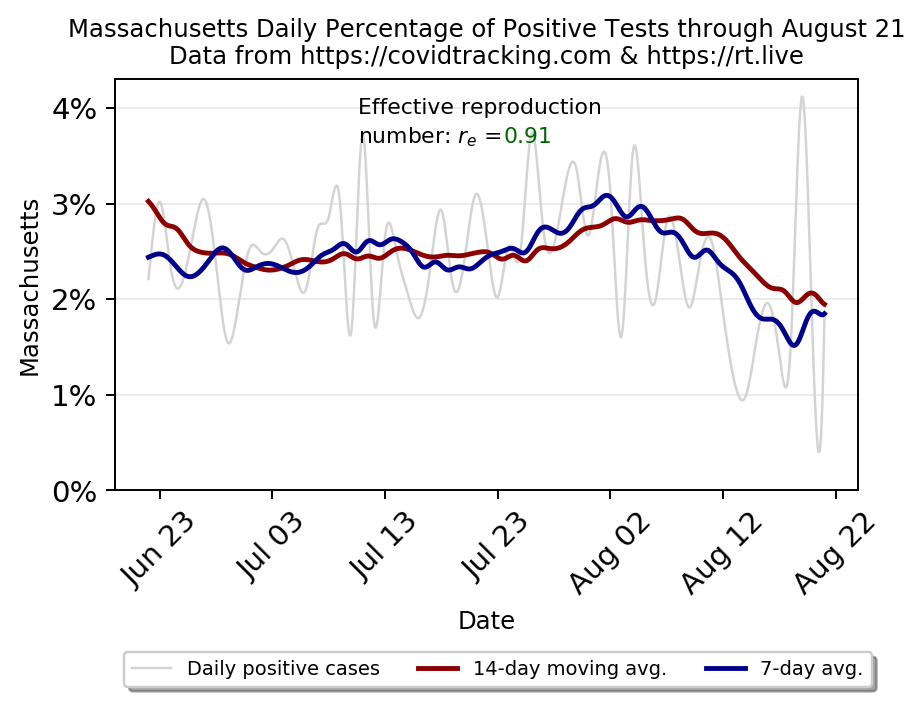 Massachusetts Daily Percentage of Positive Tests through August 21
Data from https://covidtracking.com & https://rt.live
Effective reproduction
number: re =0.91
4%
3%
2%
1%
0%
Massachusetts
Jun 23
Jul 03
Jul 13
Jul 23
Aug 02
Aug 12
Aug 22
Date
Daily positive cases
14-day moving avg.
7-day avg.